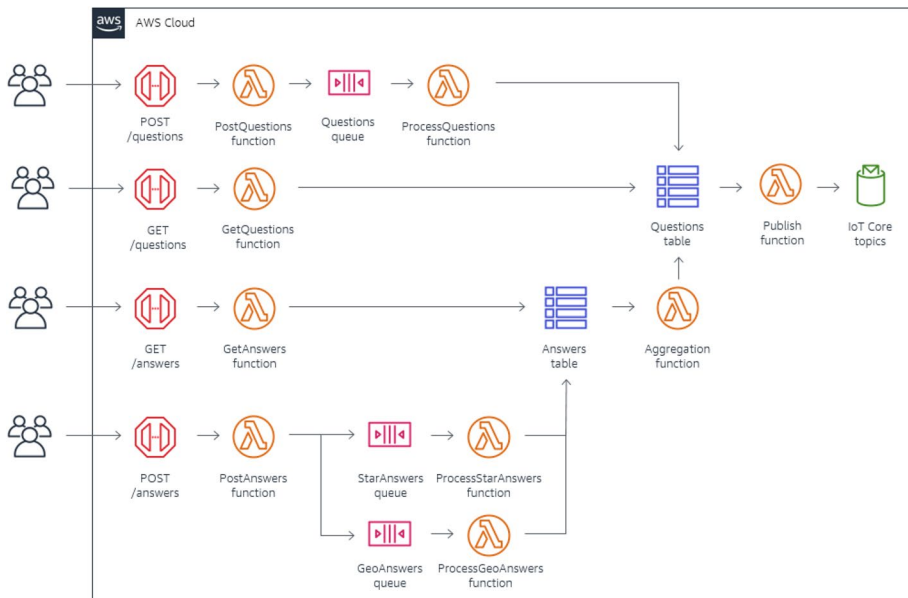 aws
AWS Cloud
POST
/questions
PostQuestions
function
Questions
queue
ProcessQuestions
function
GET
/questions
GetQuestions
function
Questions
table
Publish
function
IoT Core
topics
GET
/answers
GetAnswers
function
Answers
table
Aggregation
function
POST
/answers
PostAnswers
function
StarAnswers
queue
ProcessStarAnswers
function
GeoAnswers
queue
ProcessGeoAnswers
function